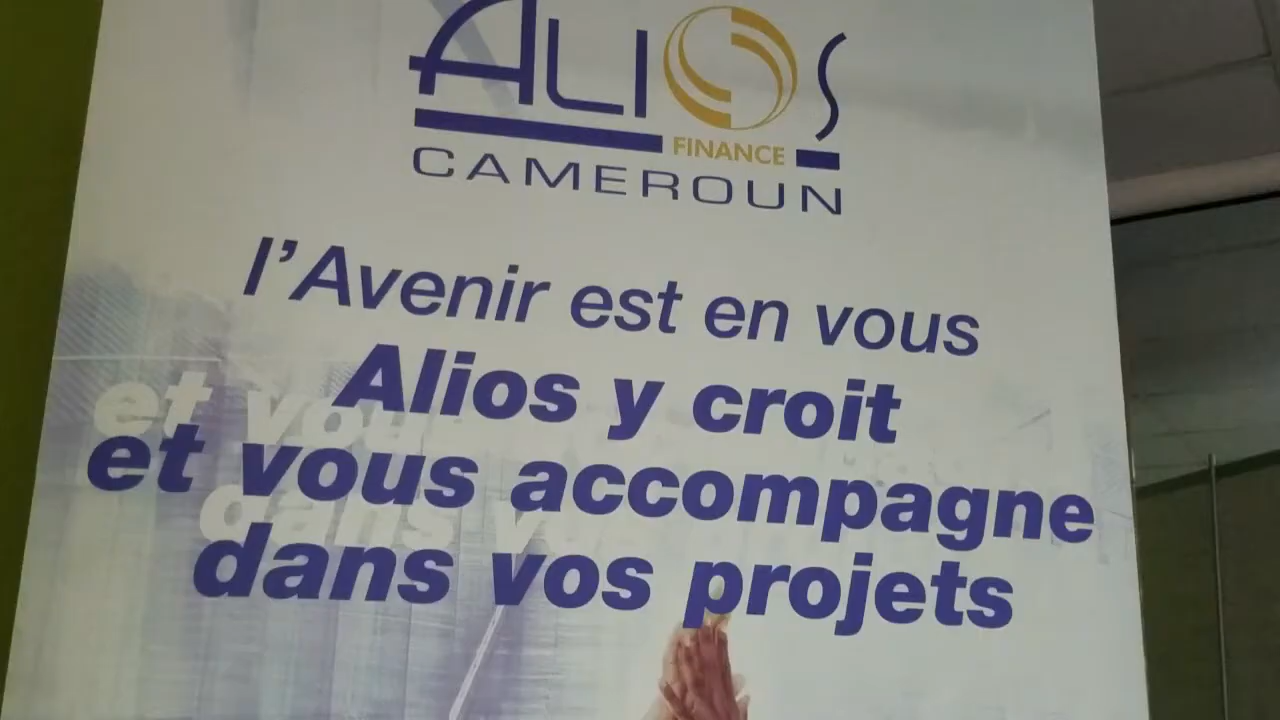 ALIOS
FINANCE
CAMEROUN
l'Avenir est en vous
Alios y croit
et vous accompagne
dans vos projets